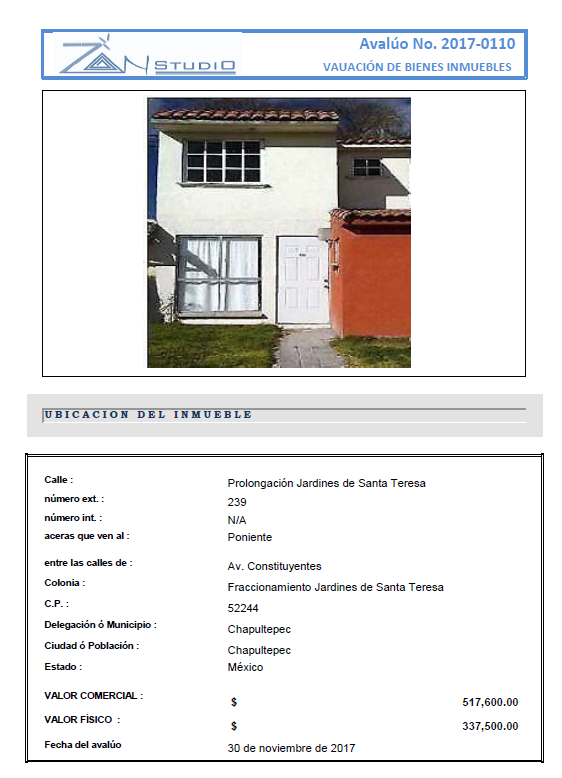 Avalúo No. 2017-0110
ZAN STUDIO
VAUACIÓN DE BIENES INMUEBLES
UBICACION DEL INMUEBLE
Calle : Prolongación Jardines de Santa Teresa
número ext. : 239
número int. : N/A
aceras que ven al : Poniente
entre las calles de : Av. Constituyentes
Colonia : Fraccionamiento Jardines de Santa Teresa
C.P. : 52244
Delegación ó Municipio : Chapultepec
Ciudad ó Población : Chapultepec
Estado : México
VALOR COMERCIAL : $ 517,600.00
VALOR FÍSICO : $ 337,500.00
Fecha del avalúo 30 de noviembre de 2017